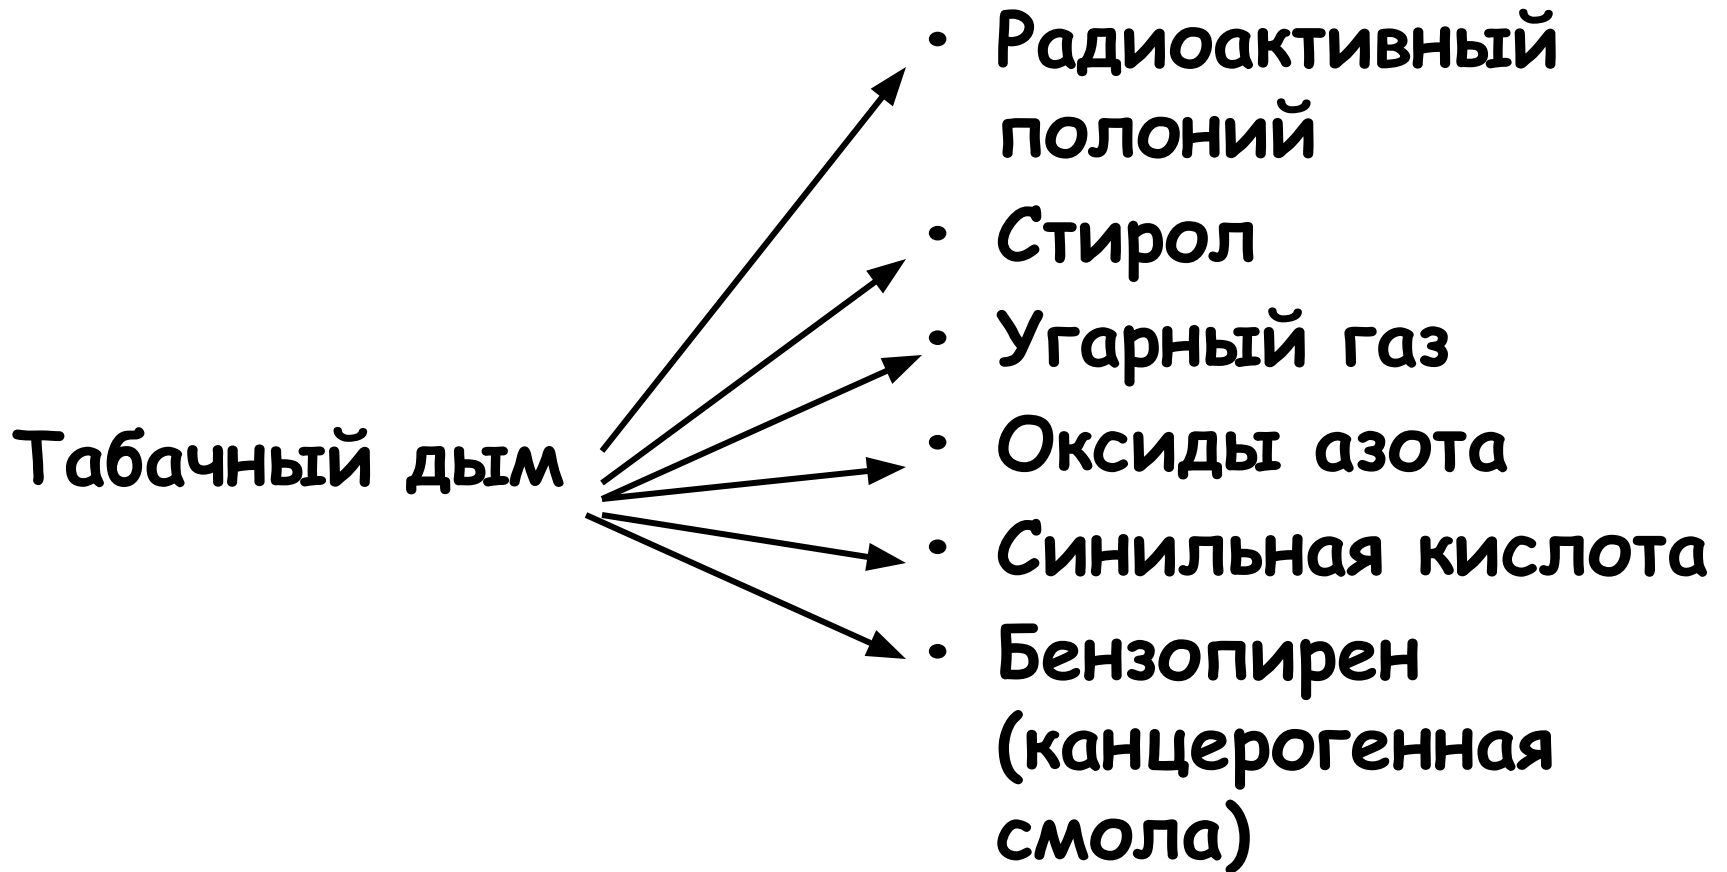 Табачный дым
• Радиоактивный
полоний
• Стирол
• Угарный газ
• Оксиды азота
• Синильная кислота
• Бензопирен
(канцерогенная
смола)